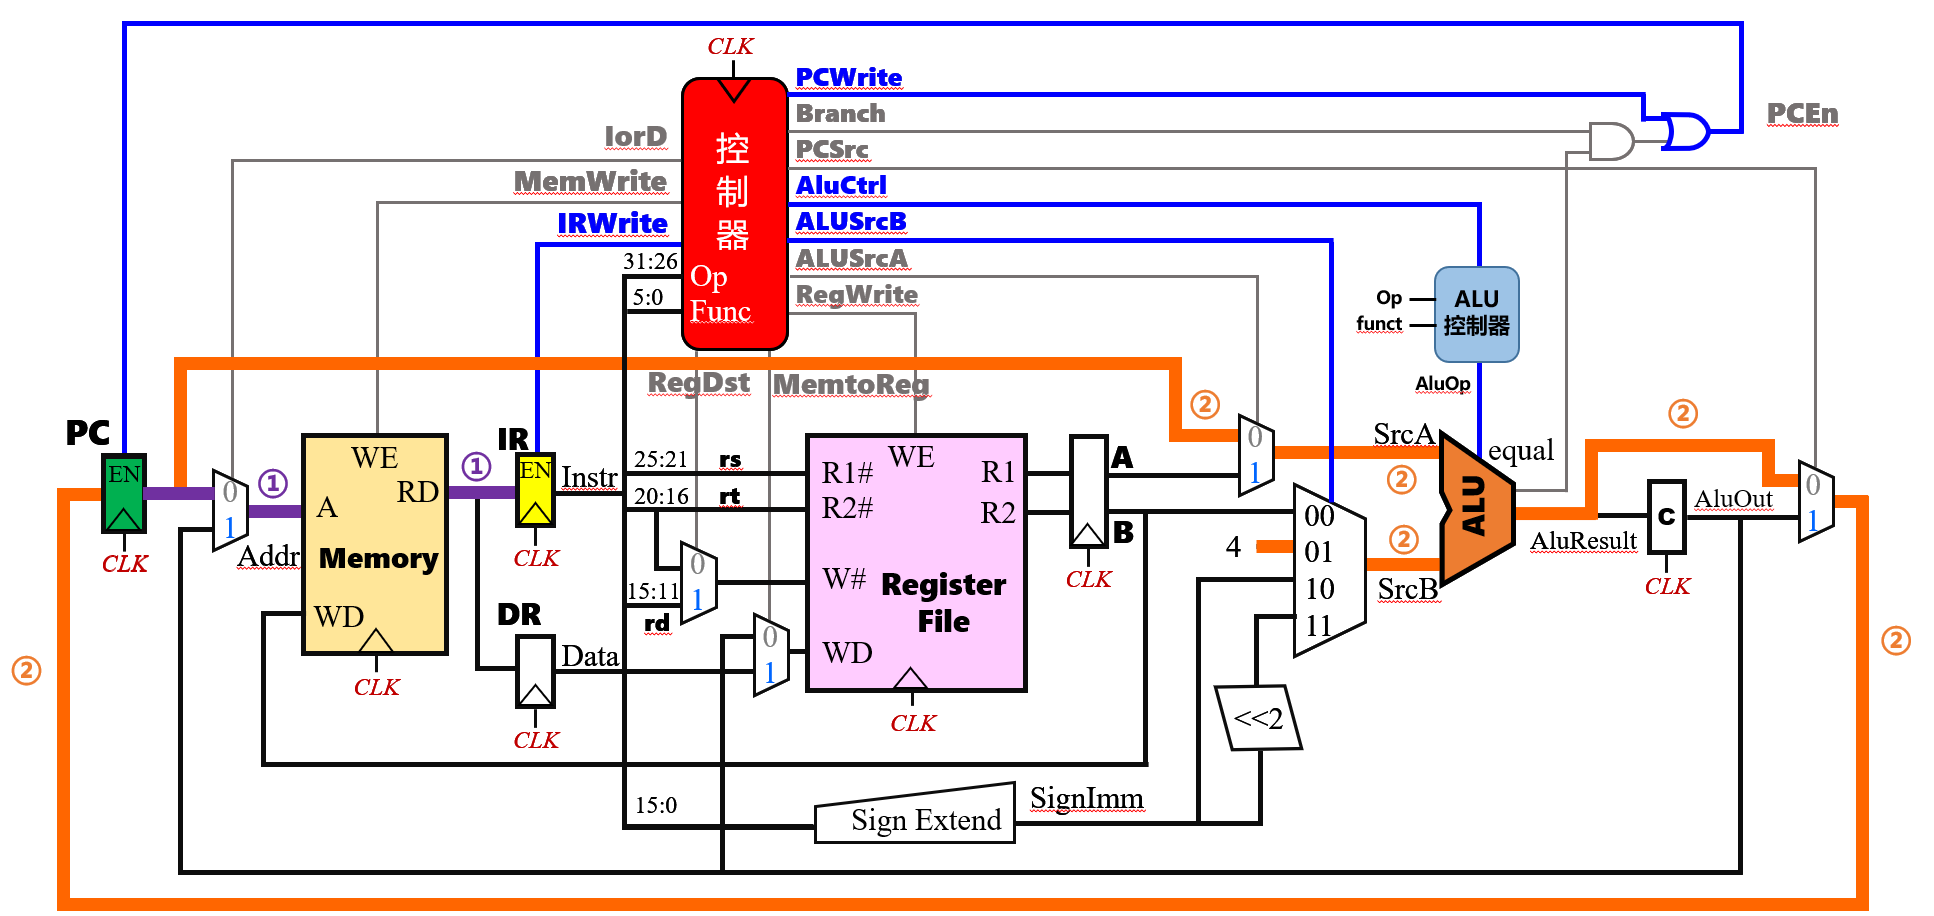 CLK
PCWrite
Branch
PCEn
IorD
控
制
器
PCSrc
MemWrite
AluCtrl
IRWrite
ALUSrcB
31:26
Op
ALUSrcA
5:0
Func
RegWrite
Op
ALU
funct
控制器
RegDst
MemtoReg
AluOp
②
②
PC
IR
SrcA
equal
EN
①
0
1
Addr
WE
A
RD
Memory
WD
CLK
CLK
①
EN
Instr
CLK
25:21
rs
20:16
rt
0
1
15:11
rd
R1#
WE
R1
R2#
R2
W#
Register
File
WD
CLK
A
B
CLK
0
1
00
4
01
10
11
②
②
SrcB
ALU
AluResult
C
CLK
AluOut
0
1
DR
Data
CLK
0
1
②
②
<<2
15:0
Sign Extend
SignImm